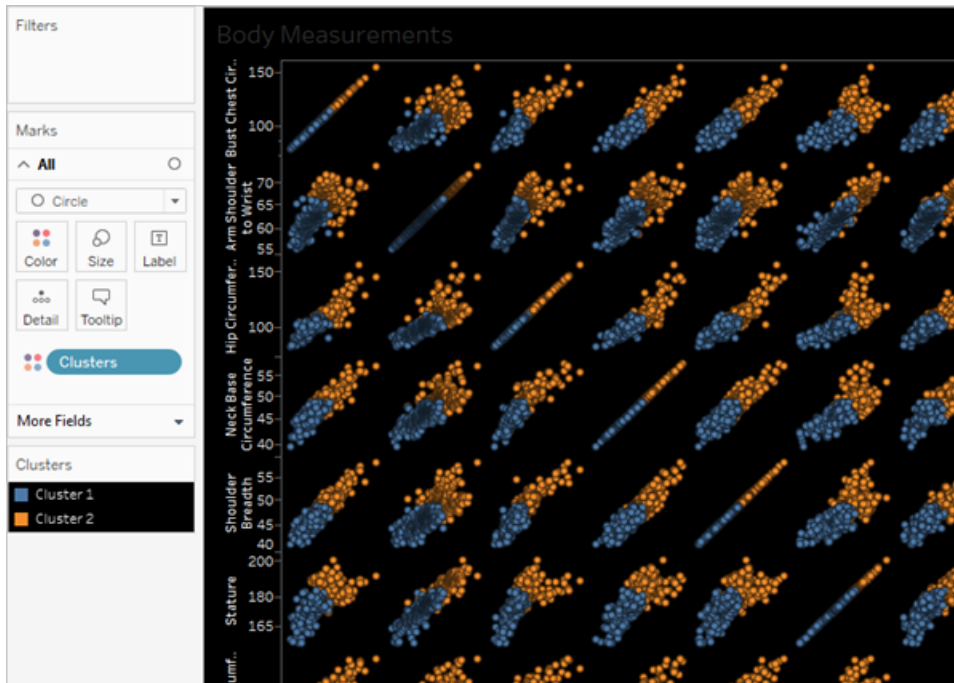 Filters
Marks
All
Circle
Color
Size
Label
Detail
Tooltip
Clusters
More Fields
Clusters
Cluster 1
Cluster 2
Body Measurements
Bust Chest Cir..
150
100
Arm Shoulder
to Wrist
70
65
60
55
Hip Circumfer..
150
100
Neck Base
Circumference
55
50
45
40
Shoulder
Breadth
55
50
45
40
Stature
200
180
165
umf..